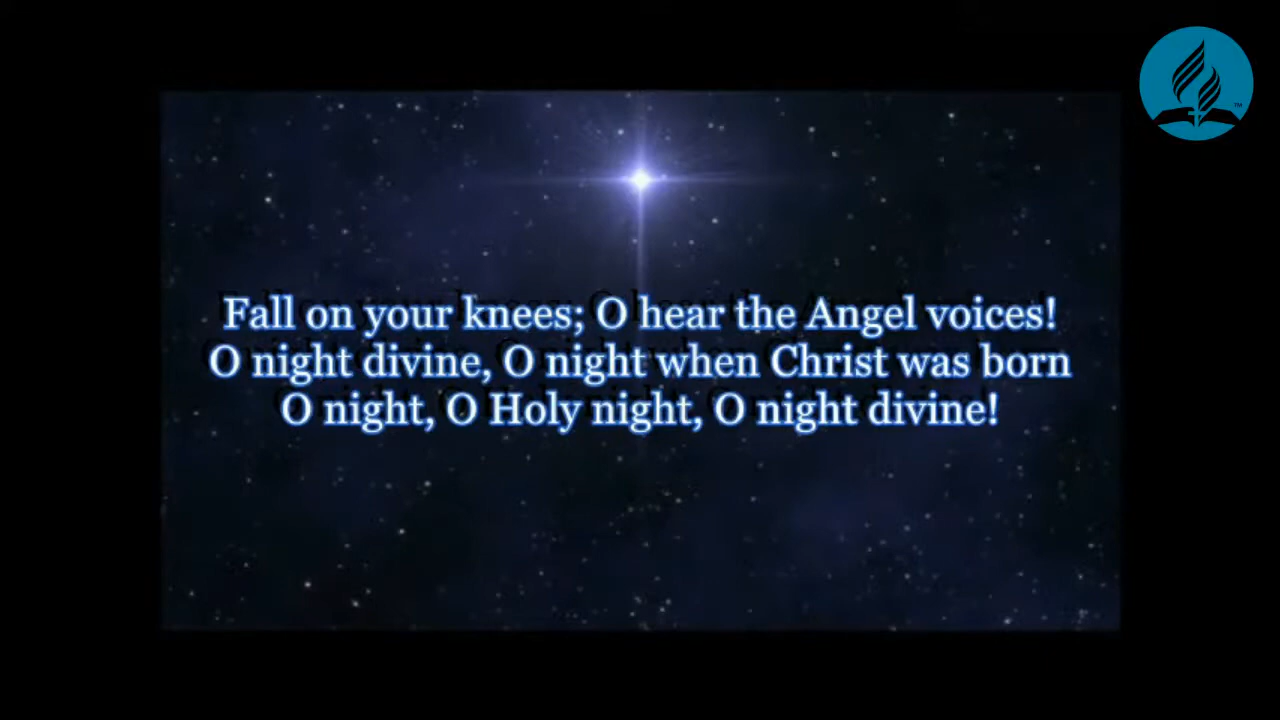 Fall on your knees; O hear the Angel voices!
O night divine, O night when Christ was born
O night, O Holy night, O night divine!